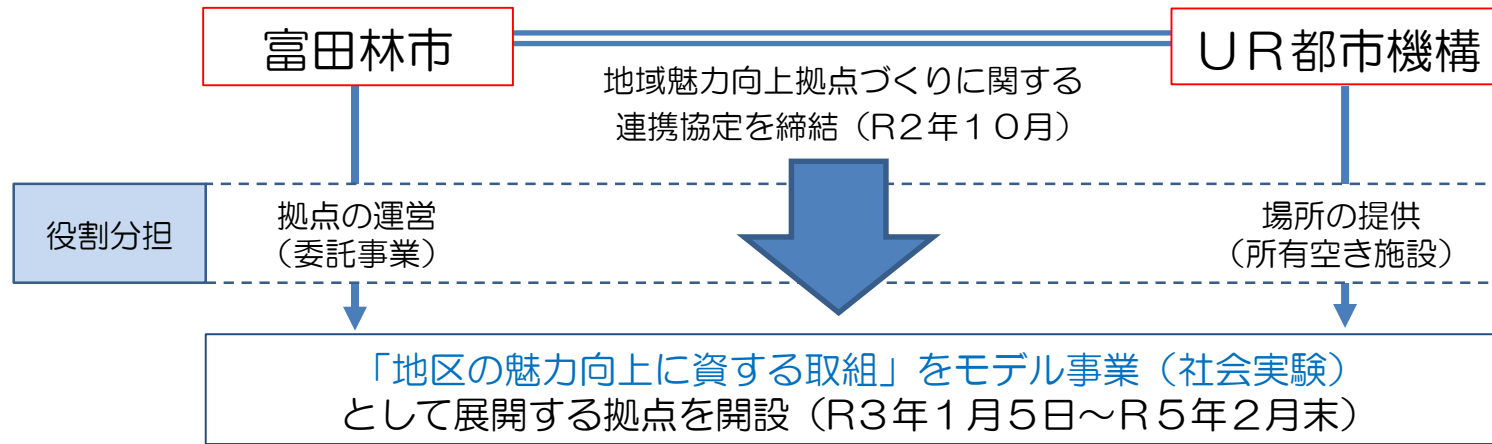 富田林市
UR都市機構
地域魅力向上拠点づくりに関する
連携協定を締結（R2年10月）
役割分担
拠点の運営
（委託事業）
場所の提供
（所有空き施設）
「地区の魅力向上に資する取組」をモデル事業（社会実験）
として展開する拠点を開設（R3年1月5日～R5年2月末）